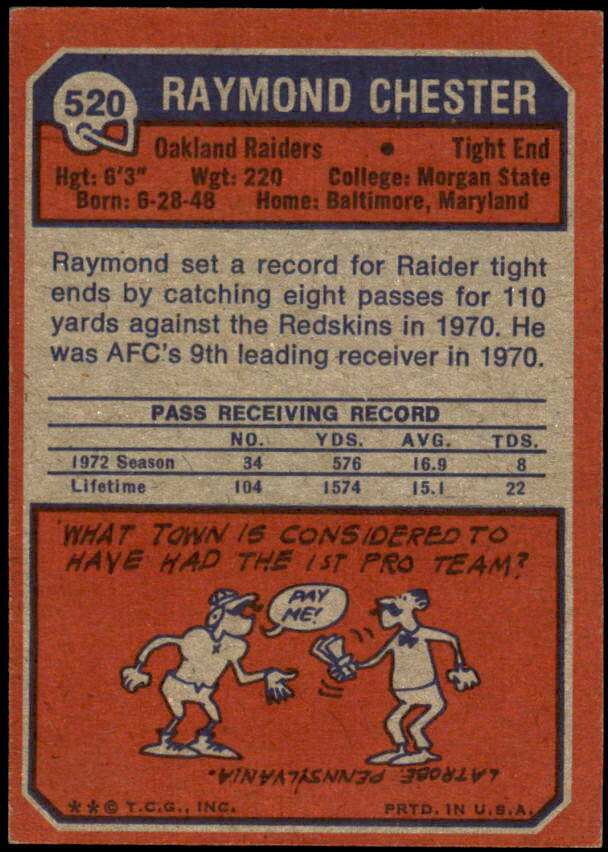 520 RAYMOND CHESTER
Oakland Raiders • Tight End
Hgt: 6'3" Wgt: 220 College: Morgan State
Born: 6-28-48 Home: Baltimore, Maryland
Raymond set a record for Raider tight
ends by catching eight passes for 110
yards against the Redskins in 1970. He
was AFC's 9th leading receiver in 1970.
PASS RECEIVING RECORD
NO. YDS. AVG. TDS.
1972 Season 34 576 16.9 8
Lifetime 104 1574 15.1 22
WHAT TOWN IS CONSIDERED TO
HAVE HAD THE 1ST PRO TEAM?
PAY
ME!
LATROBE, PENNSYLVANIA.
**© T.C.G., INC. PRTD. IN U.S.A.